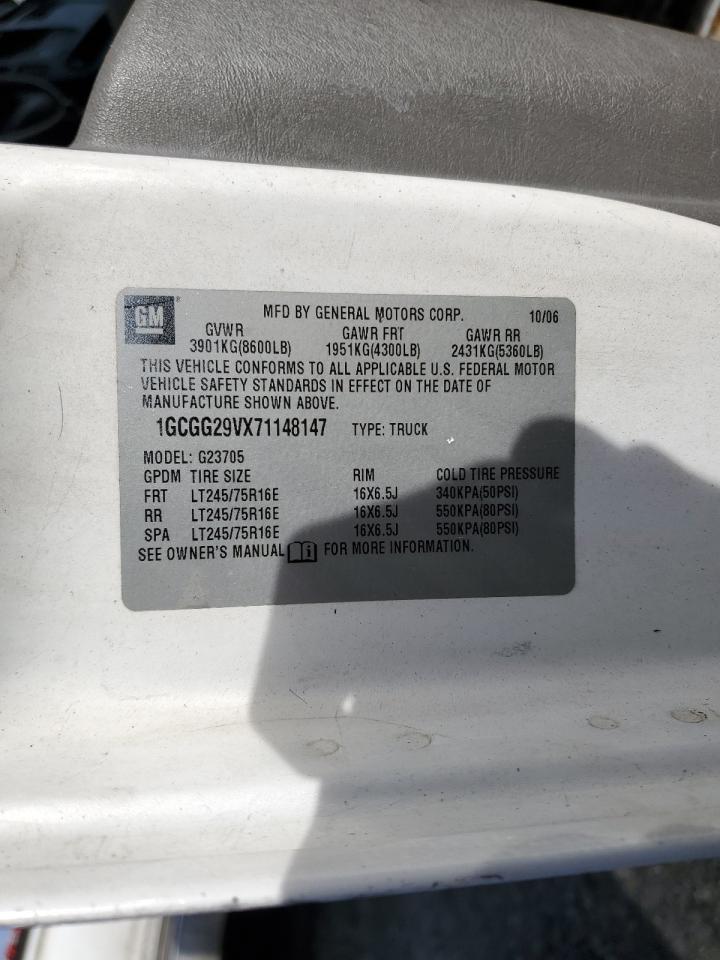 GM ® MFD BY GENERAL MOTORS CORP. 10/06
GVWR GAWR FRT GAWR RR
3901KG(8600LB) 1951KG(4300LB) 2431KG(5360LB)
THIS VEHICLE CONFORMS TO ALL APPLICABLE U.S. FEDERAL MOTOR
VEHICLE SAFETY STANDARDS IN EFFECT ON THE DATE OF
MANUFACTURE SHOWN ABOVE.
1GCGG29VX71148147 TYPE: TRUCK
MODEL: G23705
GPDM TIRE SIZE RIM COLD TIRE PRESSURE
FRT LT245/75R16E 16X6.5J 340KPA(50PSI)
RR LT245/75R16E 16X6.5J 550KPA(80PSI)
SPA LT245/75R16E 16X6.5J 550KPA(80PSI)
SEE OWNER'S MANUAL i FOR MORE INFORMATION.